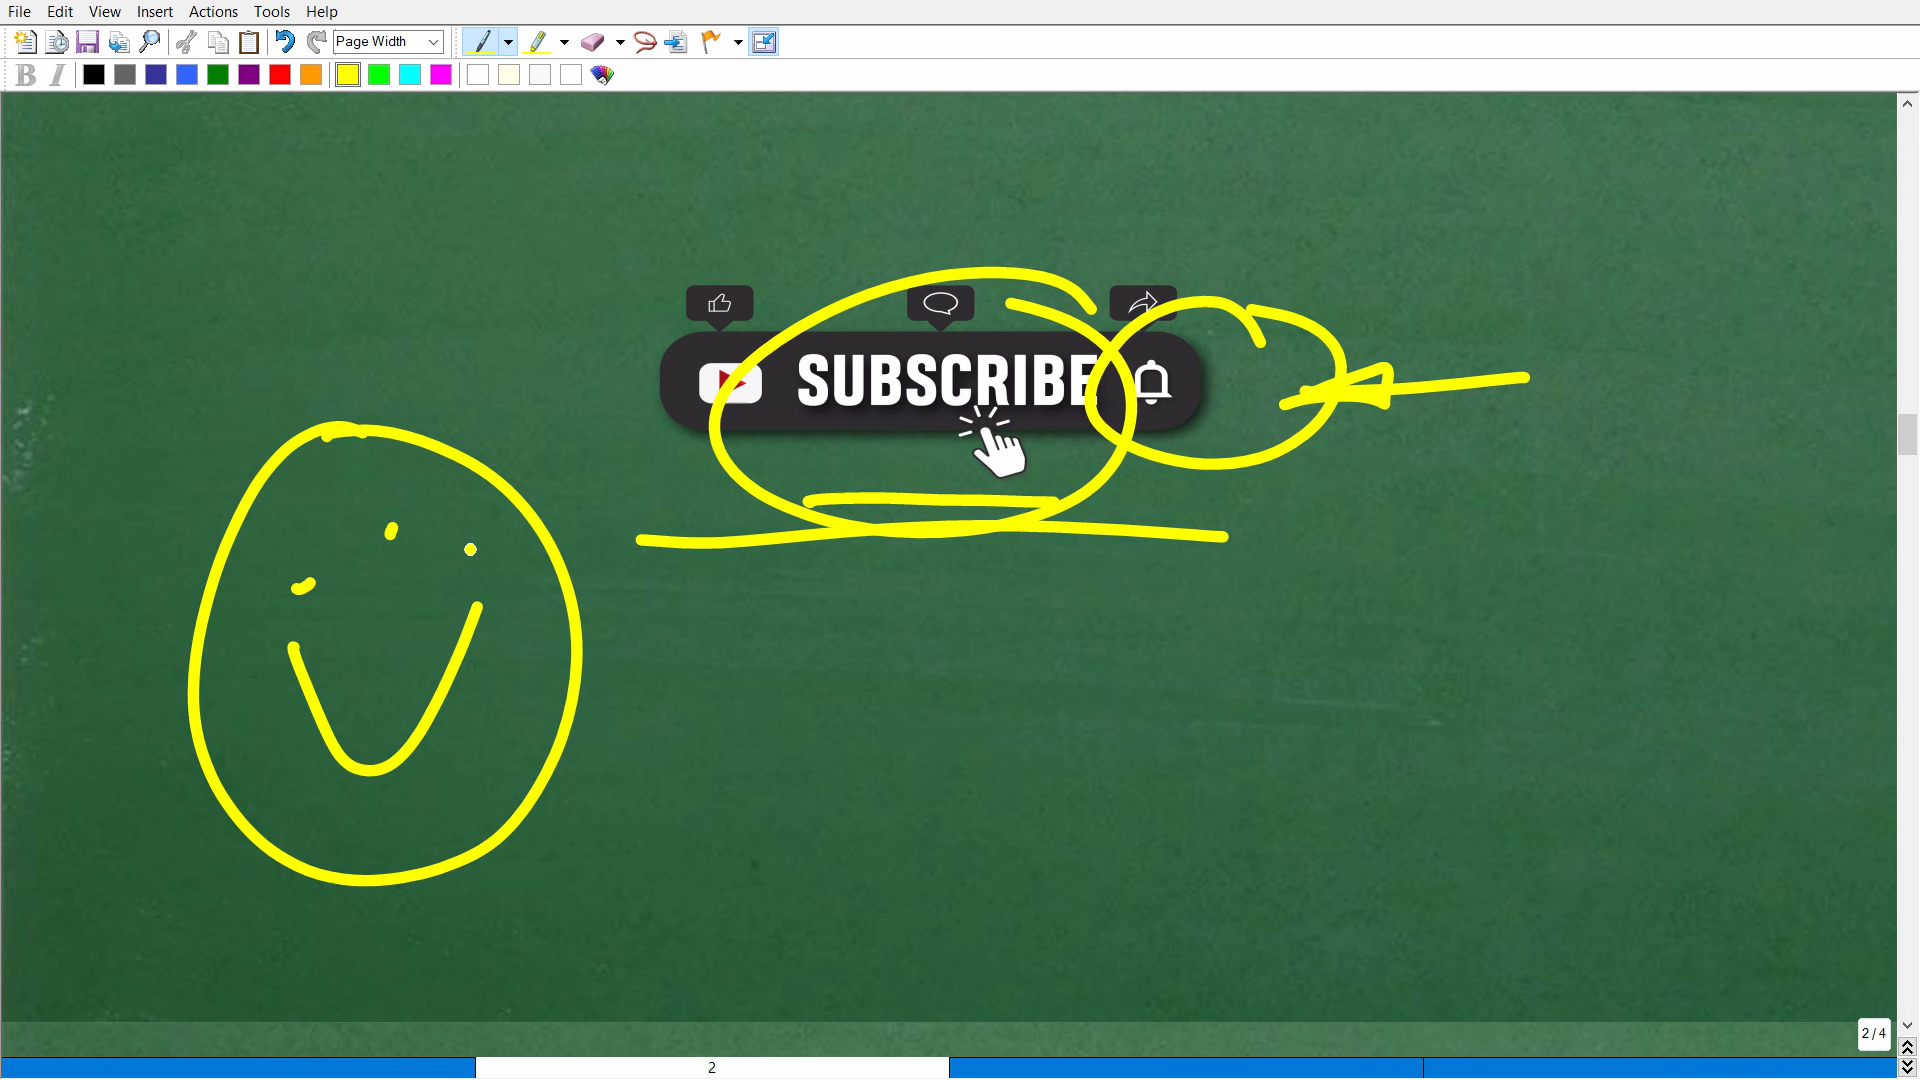 File Edit View Insert Actions Tools Help
Page Width
B I
SUBSCRIBE
2 / 4
2